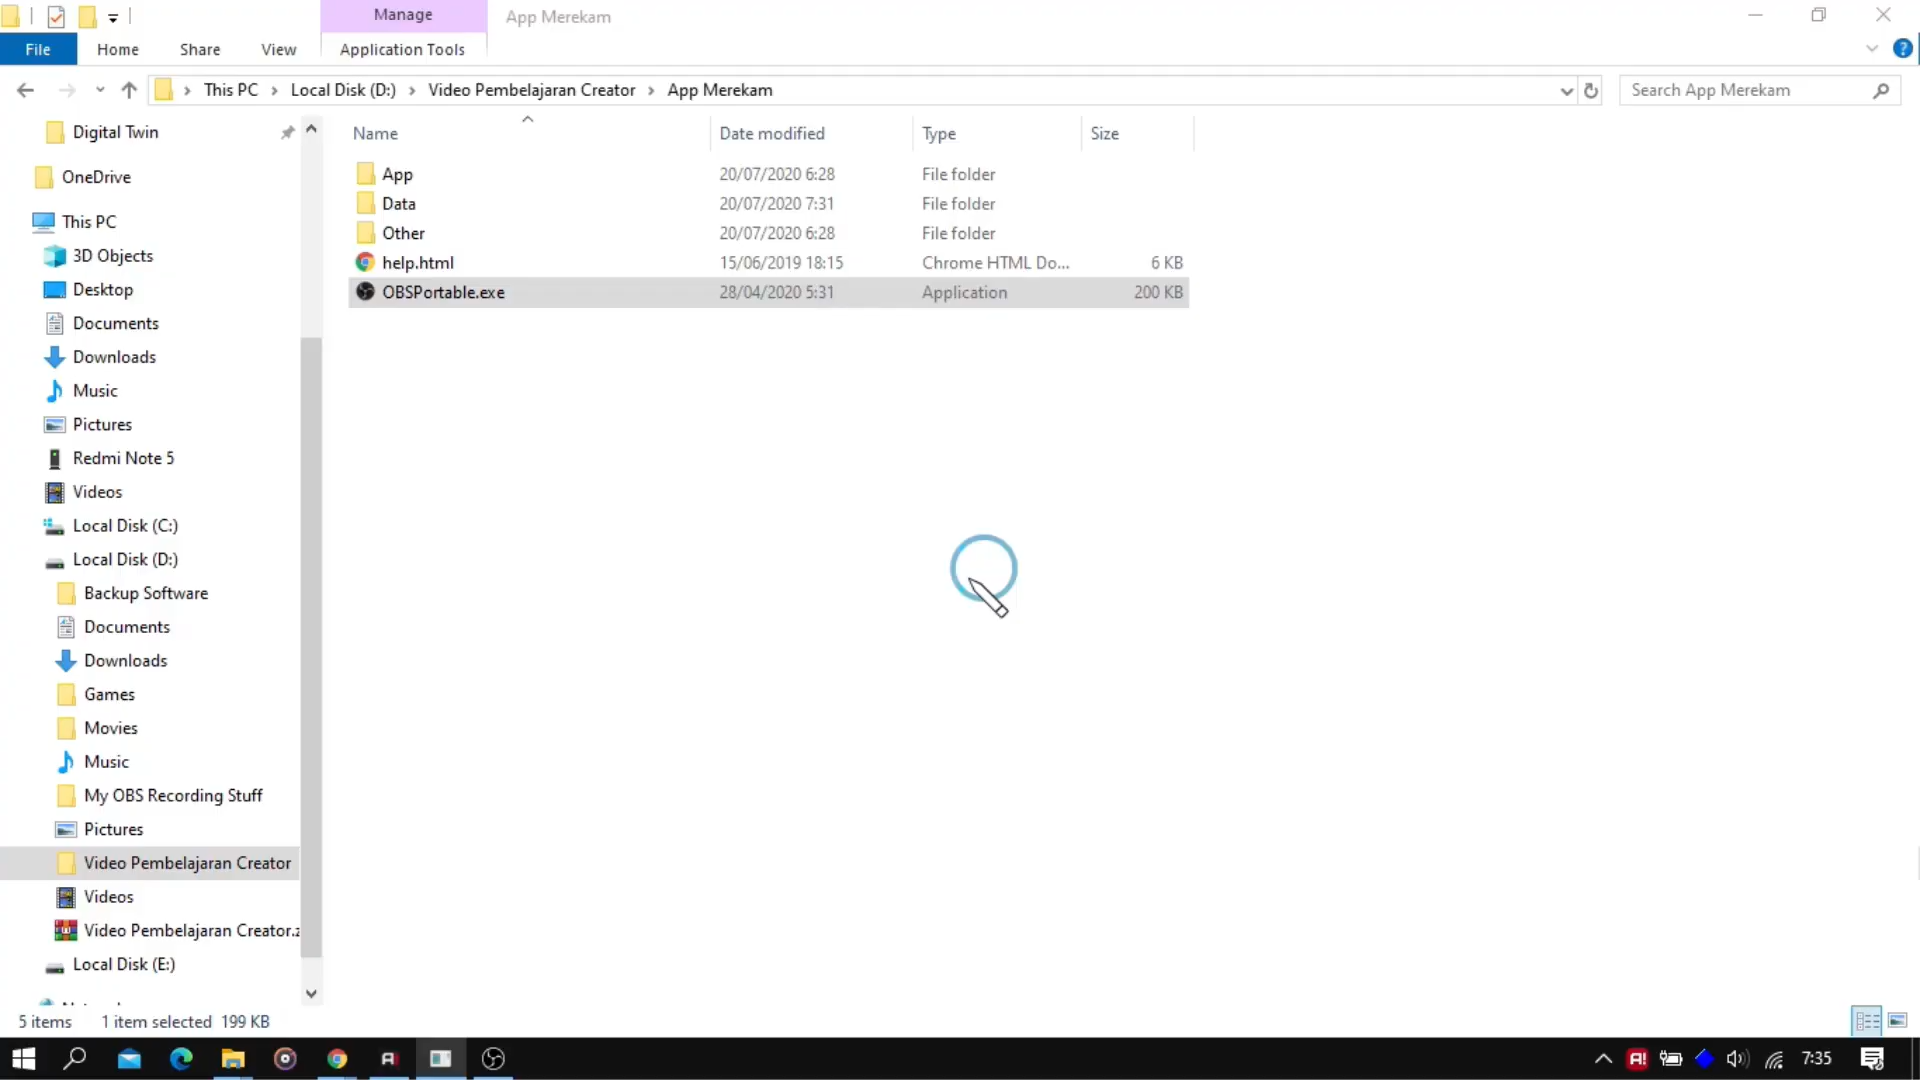 Manage
App Merekam
File
Home
Share
View
Application Tools
This PC
Local Disk (D:)
Video Pembelajaran Creator
App Merekam
Search App Merekam
Name
Date modified
Type
Size
App
20/07/2020 6:28
File folder
Data
20/07/2020 7:31
File folder
Other
20/07/2020 6:28
File folder
help.html
15/06/2019 18:15
Chrome HTML Do...
6 KB
OBSPortable.exe
28/04/2020 5:31
Application
200 KB
Digital Twin
OneDrive
This PC
3D Objects
Desktop
Documents
Downloads
Music
Pictures
Redmi Note 5
Videos
Local Disk (C:)
Local Disk (D:)
Backup Software
Documents
Downloads
Games
Movies
Music
My OBS Recording Stuff
Pictures
Video Pembelajaran Creator
Videos
Video Pembelajaran Creator.z
Local Disk (E:)
5 items
1 item selected 199 KB
7:35